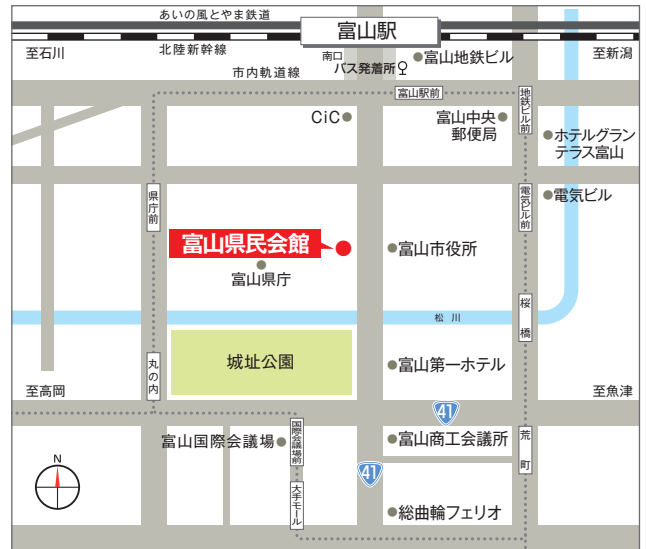 あいの風とやま鉄道
富山駅
至石川
北陸新幹線
南口
富山地鉄ビル
至新潟
市内軌道線
バス発着所
富山駅前
地鉄ビル前
CiC
富山中央
郵便局
ホテルグラン
テラス富山
県庁前
電気ビル前
電気ビル
富山県民会館
富山市役所
富山県庁
桜橋
松川
丸の内
城址公園
富山第一ホテル
至高岡
至魚津
41
国際会議場前
荒町
富山国際会議場
富山商工会議所
N
41
大手モール
総曲輪フェリオ